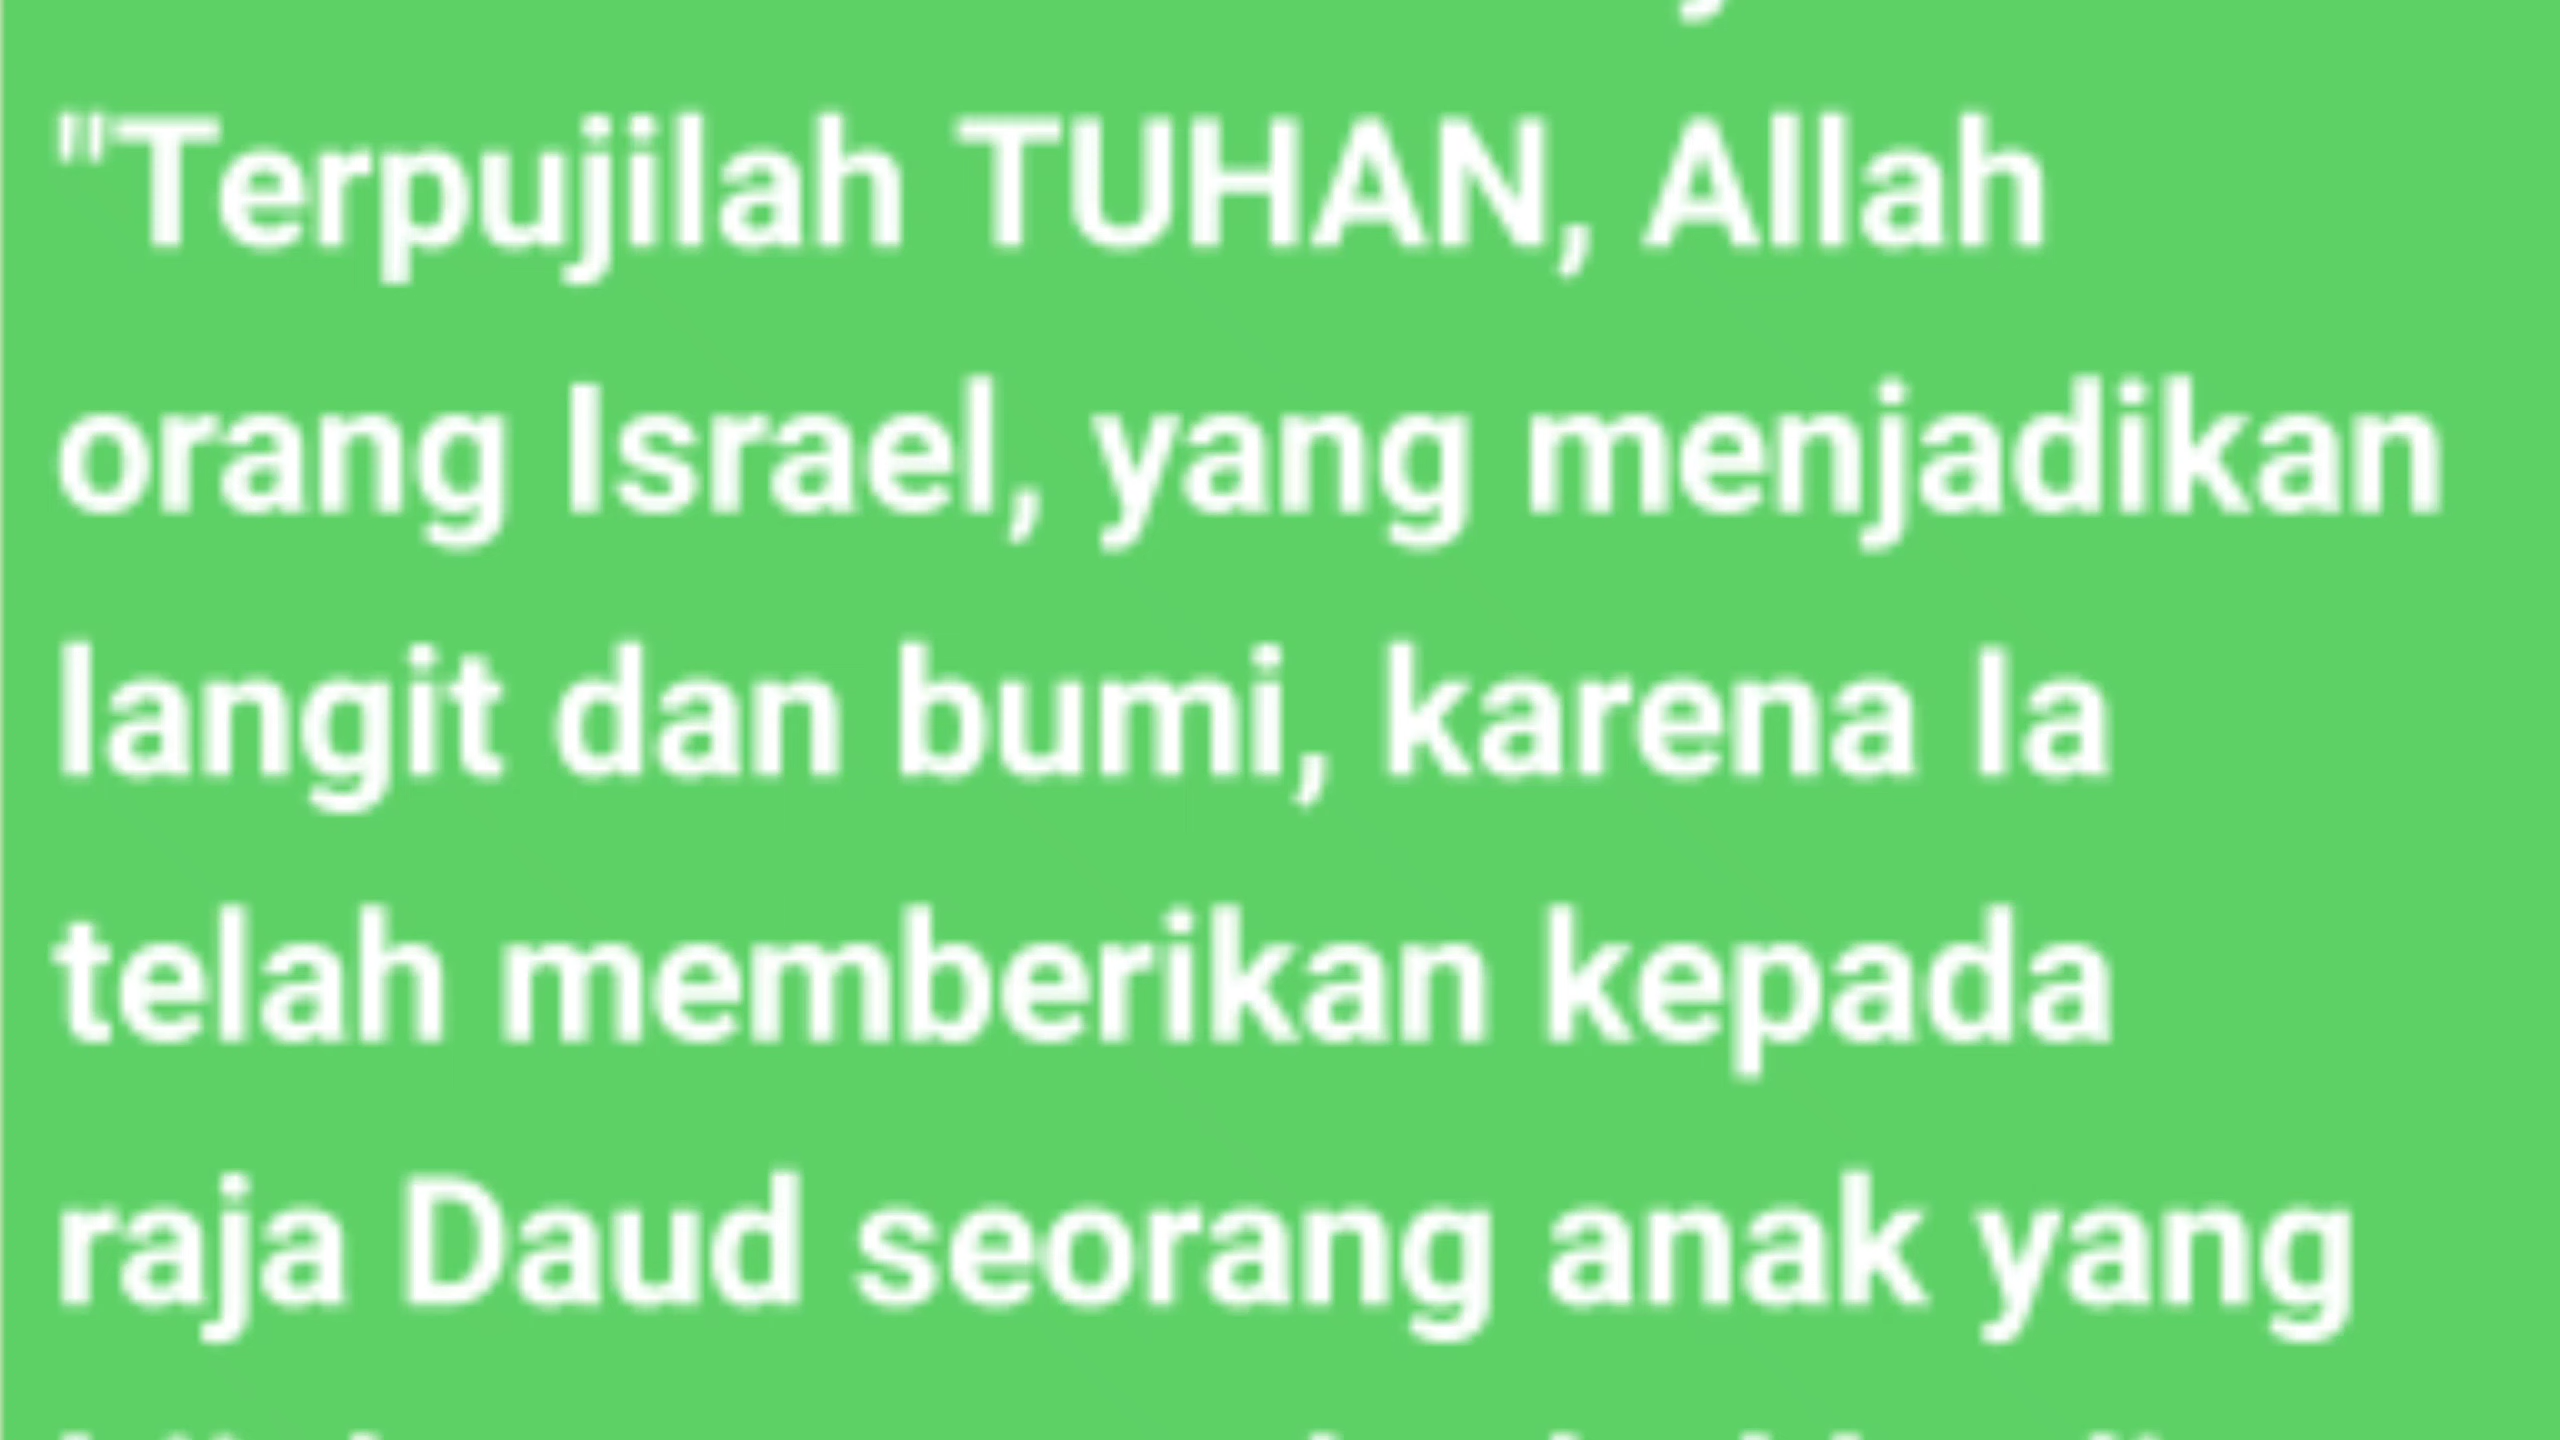 "Terpujilah TUHAN, Allah
orang Israel, yang menjadikan
langit dan bumi, karena Ia
telah memberikan kepada
raja Daud seorang anak yang